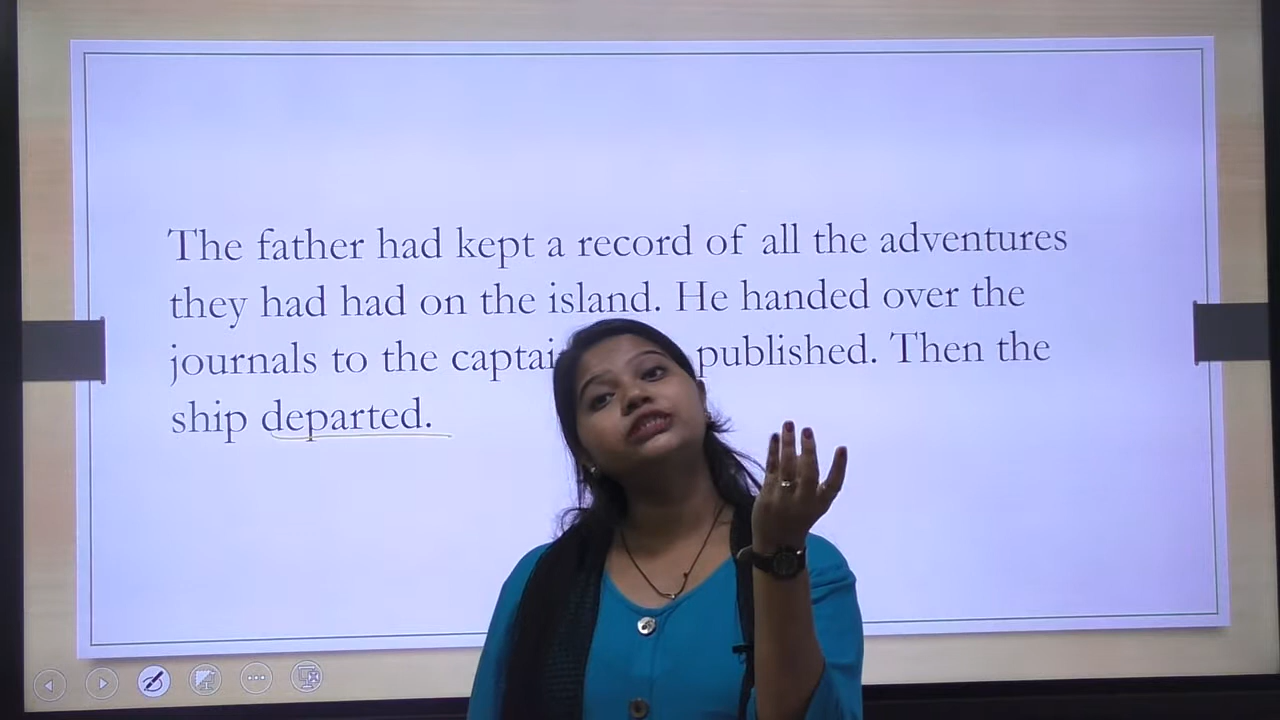 The father had kept a record of all the adventures
they had had on the island. He handed over the
journals to the published. Then the
ship departed.